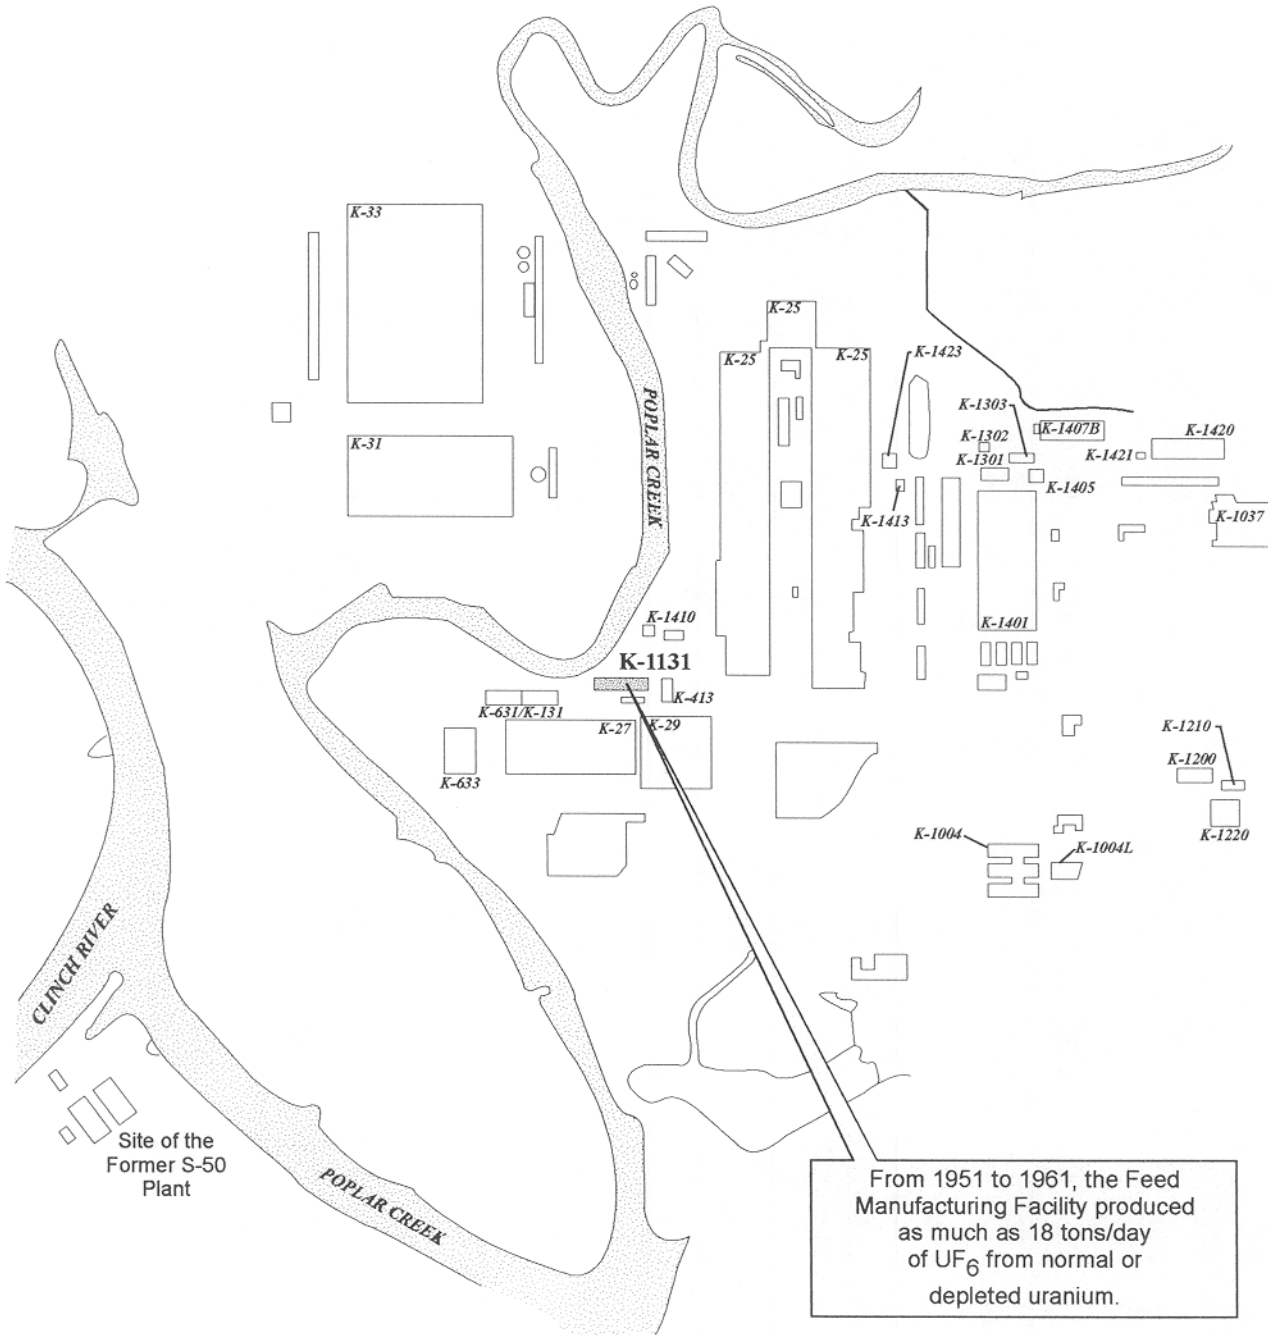 K-33
K-25
K-25
K-25
K-1423
POPLAR CREEK
K-1303
K-1302
K-1407B
K-1420
K-31
K-1301
K-1421
K-1405
K-1413
K-1037
K-1410
K-1401
K-1131
K-413
K-631/K-131
K-27
K-29
K-633
K-1210
K-1200
K-1004
K-1220
K-1004L
CLINCH RIVER
Site of the
Former S-50
Plant
POPLAR CREEK
From 1951 to 1961, the Feed
Manufacturing Facility produced
as much as 18 tons/day
of UF6 from normal or
depleted uranium.